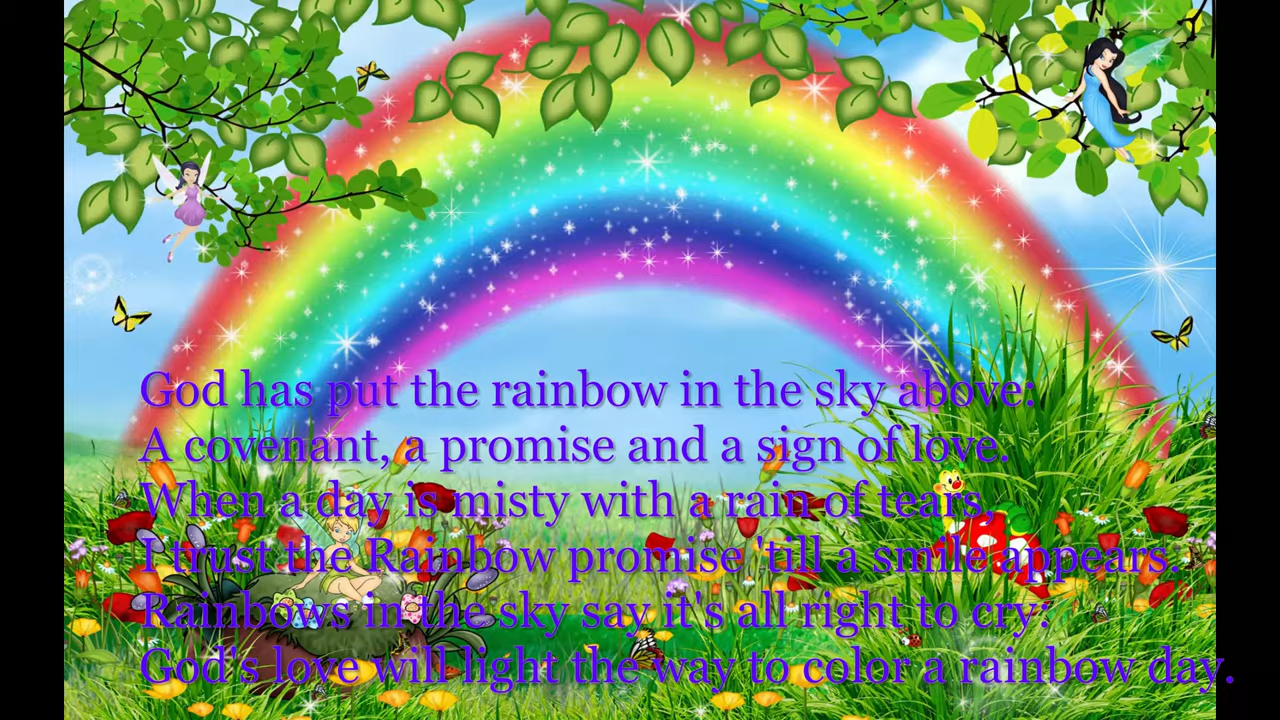 God has put the rainbow in the sky above:
A covenant, a promise and a sign of love.
When a day is misty with a rain of tears,
I trust the Rainbow promise 'till a smile appears.
Rainbows in the sky say it's all right to cry:
God's love will light the way to color a rainbow day.